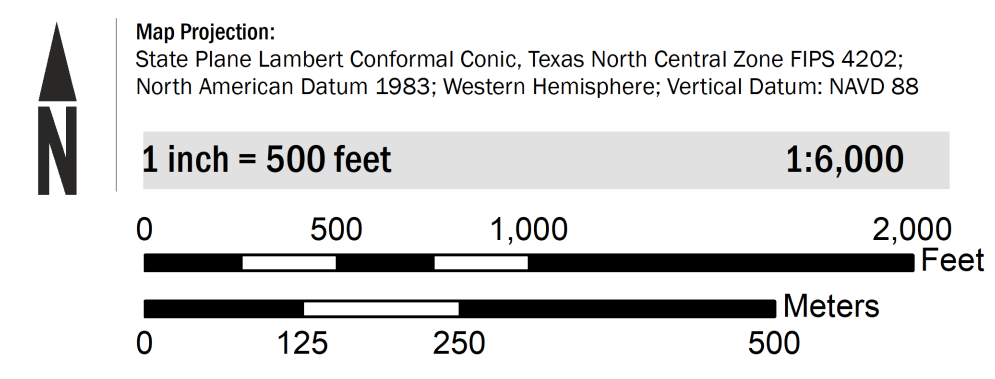 N
Map Projection:
State Plane Lambert Conformal Conic, Texas North Central Zone FIPS 4202;
North American Datum 1983; Western Hemisphere; Vertical Datum: NAVD 88
1 inch = 500 feet 1:6,000
0 500 1,000 2,000
Feet
Meters
0 125 250 500